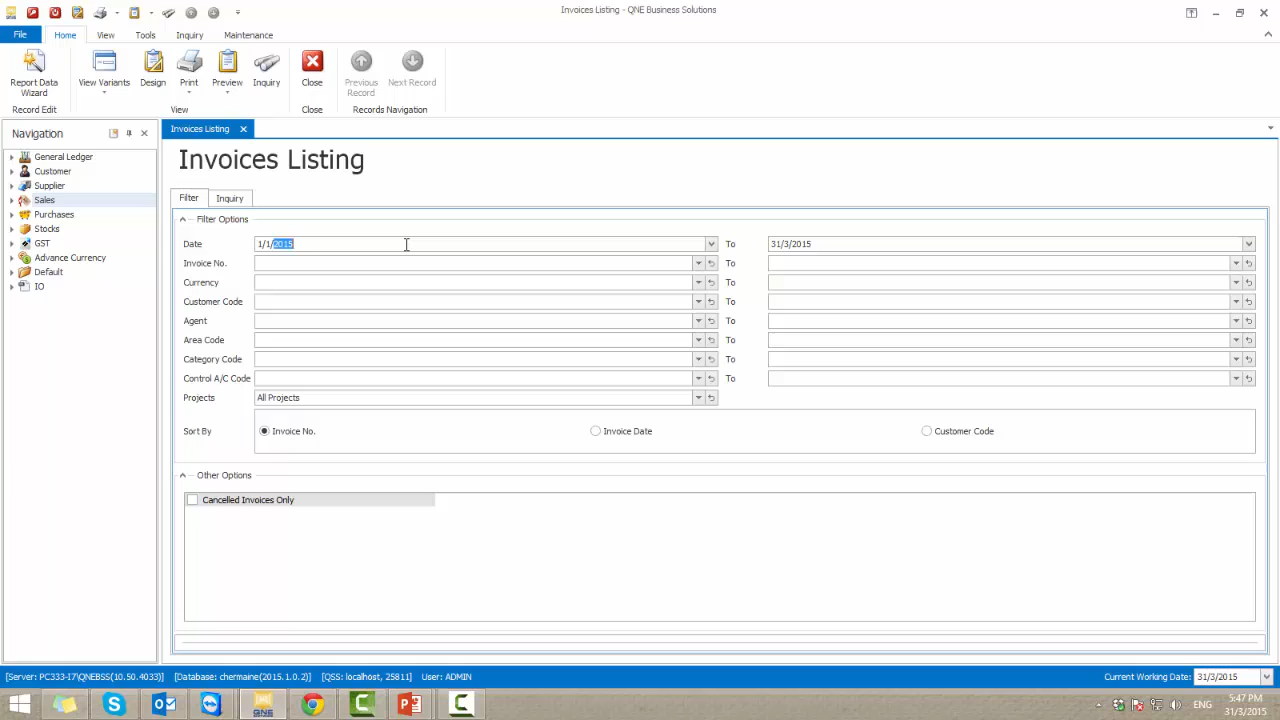 Invoices Listing - QNE Business Solutions
File Home View Tools Inquiry Maintenance
Report Data Wizard
View Variants
Design
Print
Preview
Inquiry
Close
Previous Record
Next Record
Record Edit
View
Close
Records Navigation
Navigation
General Ledger
Customer
Supplier
Sales
Purchases
Stocks
GST
Advance Currency
Default
IO
Invoices Listing
Invoices Listing
Filter Inquiry
Filter Options
Date 1/1/2015 To 31/3/2015
Invoice No. To
Currency To
Customer Code To
Agent To
Area Code To
Category Code To
Control A/C Code To
Projects All Projects
Sort By Invoice No. Invoice Date Customer Code
Other Options
Cancelled Invoices Only
[Server: PC333-I7\QNEBSS(10.50.4033)] [Database: chermaine(2015.1.0.2)] [QSS: localhost, 25811] User: ADMIN Current Working Date: 31/3/2015
QNE
ENG
5:47 PM
31/3/2015